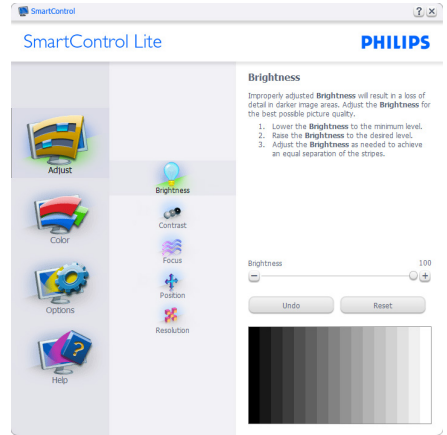 SmartControl
? ×
SmartControl Lite
PHILIPS
Adjust
Color
Options
?
Help
Brightness
Contrast
Focus
Position
Resolution
Brightness
Improperly adjusted Brightness will result in a loss of
detail in darker image areas. Adjust the Brightness for
the best possible picture quality.
1. Lower the Brightness to the minimum level.
2. Raise the Brightness to the desired level.
3. Adjust the Brightness as needed to achieve
an equal separation of the stripes.
Brightness 100
− +
Undo Reset